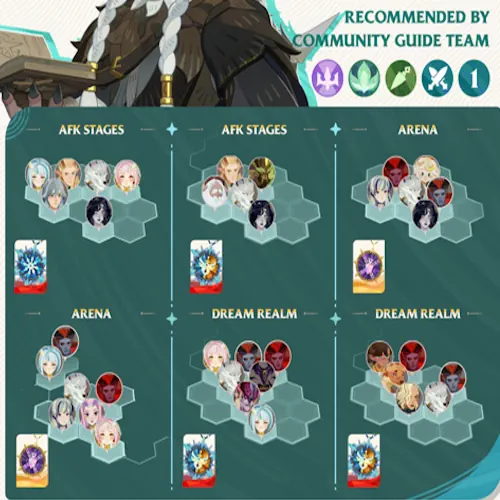 RECOMMENDED BY
COMMUNITY GUIDE TEAM
1
AFK STAGES
AFK STAGES
ARENA
ARENA
DREAM REALM
DREAM REALM